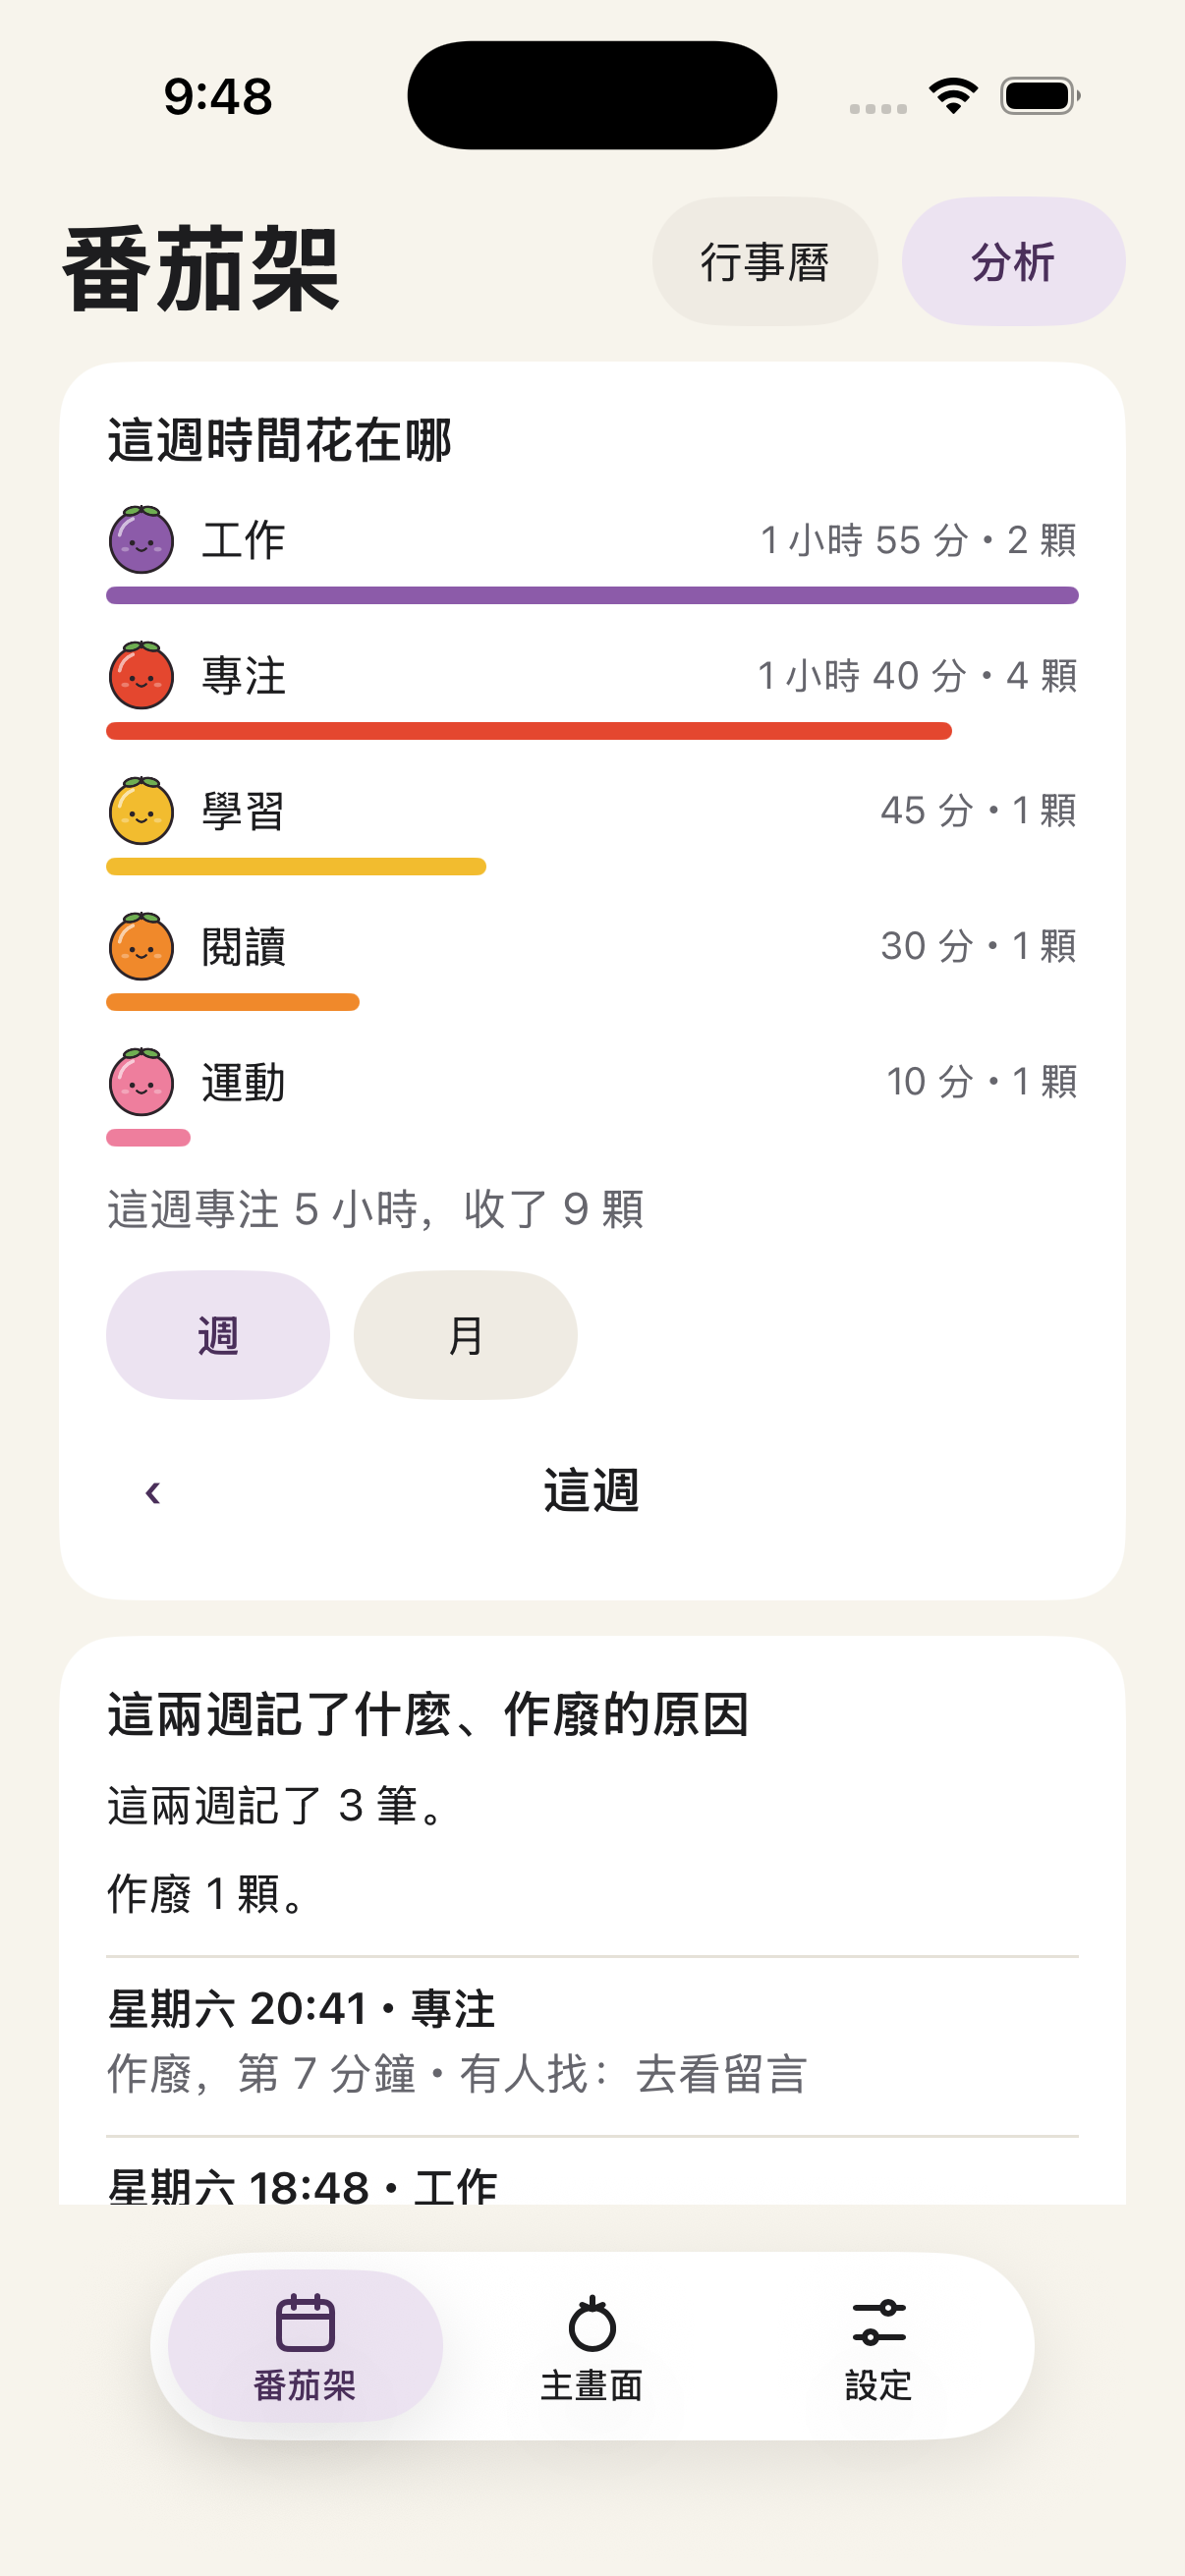 9:48
番茄架
行事曆
分析
這週時間花在哪
工作
1 小時 55 分・2 顆
專注
1 小時 40 分・4 顆
學習
45 分・1 顆
閱讀
30 分・1 顆
運動
10 分・1 顆
這週專注 5 小時，收了 9 顆
週
月
‹
這週
這兩週記了什麼、作廢的原因
這兩週記了 3 筆。
作廢 1 顆。
星期六 20:41・專注
作廢，第 7 分鐘・有人找：去看留言
星期六 18:48・工作
番茄架
主畫面
設定